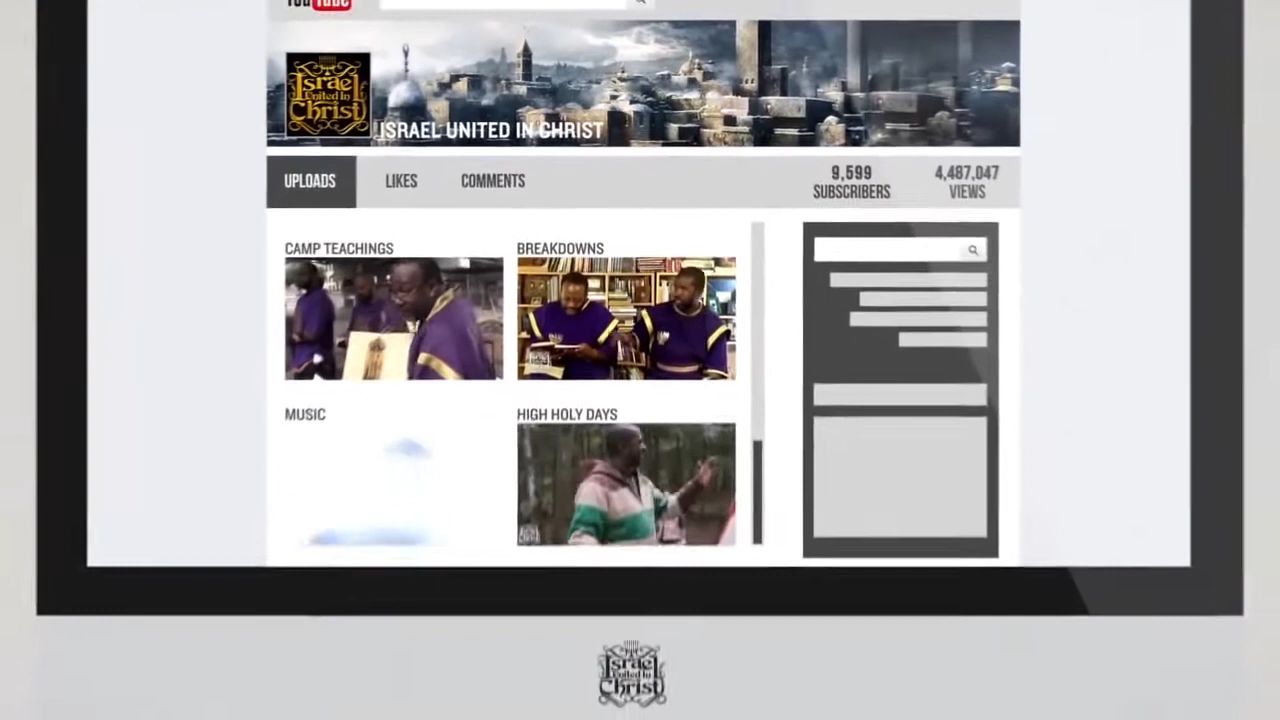 YouTube
Israel
United In
Christ
ISRAEL UNITED IN CHRIST
UPLOADS
LIKES
COMMENTS
9,599
SUBSCRIBERS
4,487,047
VIEWS
CAMP TEACHINGS
BREAKDOWNS
MUSIC
HIGH HOLY DAYS
Israel
United In
Christ